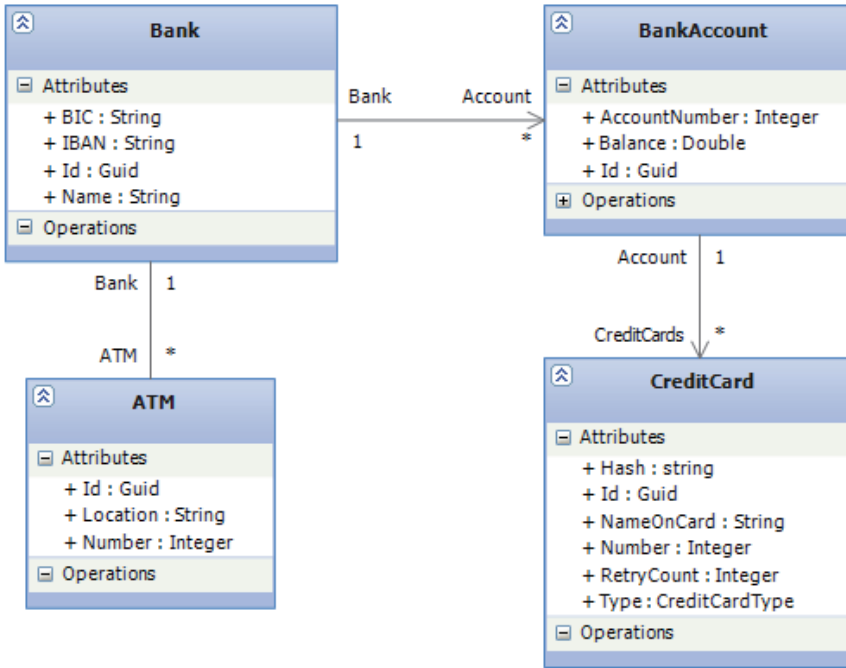 Bank
Attributes
+ BIC : String
+ IBAN : String
+ Id : Guid
+ Name : String
Operations
Bank
Account
1
*
BankAccount
Attributes
+ AccountNumber : Integer
+ Balance : Double
+ Id : Guid
Operations
Bank
1
ATM
*
Account
1
CreditCards
*
ATM
Attributes
+ Id : Guid
+ Location : String
+ Number : Integer
Operations
CreditCard
Attributes
+ Hash : string
+ Id : Guid
+ NameOnCard : String
+ Number : Integer
+ RetryCount : Integer
+ Type : CreditCardType
Operations